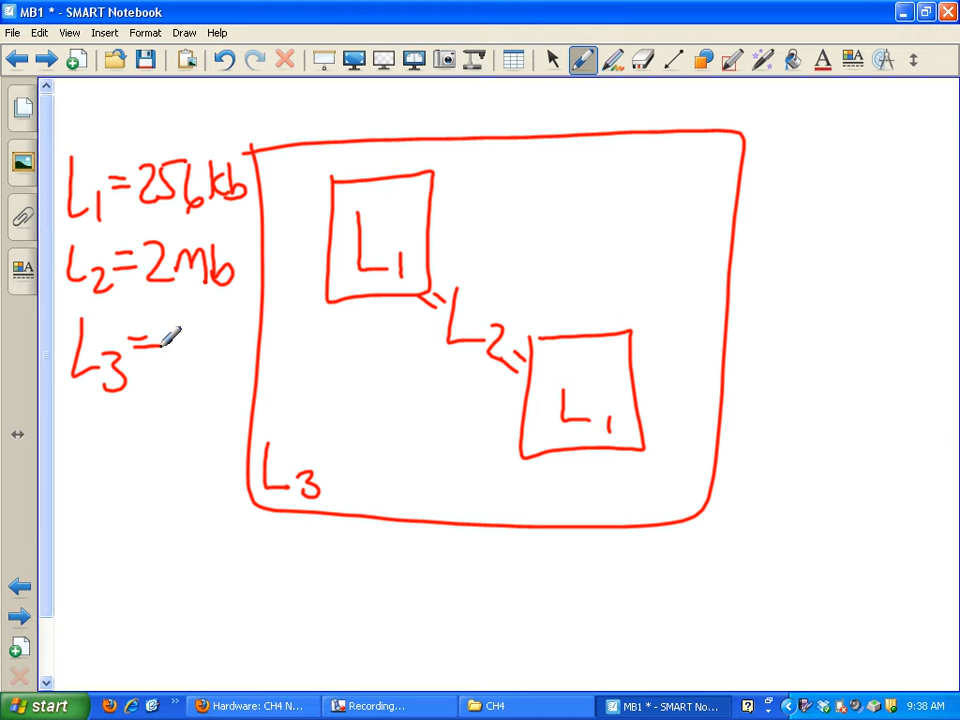 MB1 * - SMART Notebook
File Edit View Insert Format Draw Help
L1=256kb
L2=2mb
L3=
L1
L2
L1
L3
start
Hardware: CH4 N...
Recording...
CH4
MB1 * - SMART No...
9:38 AM